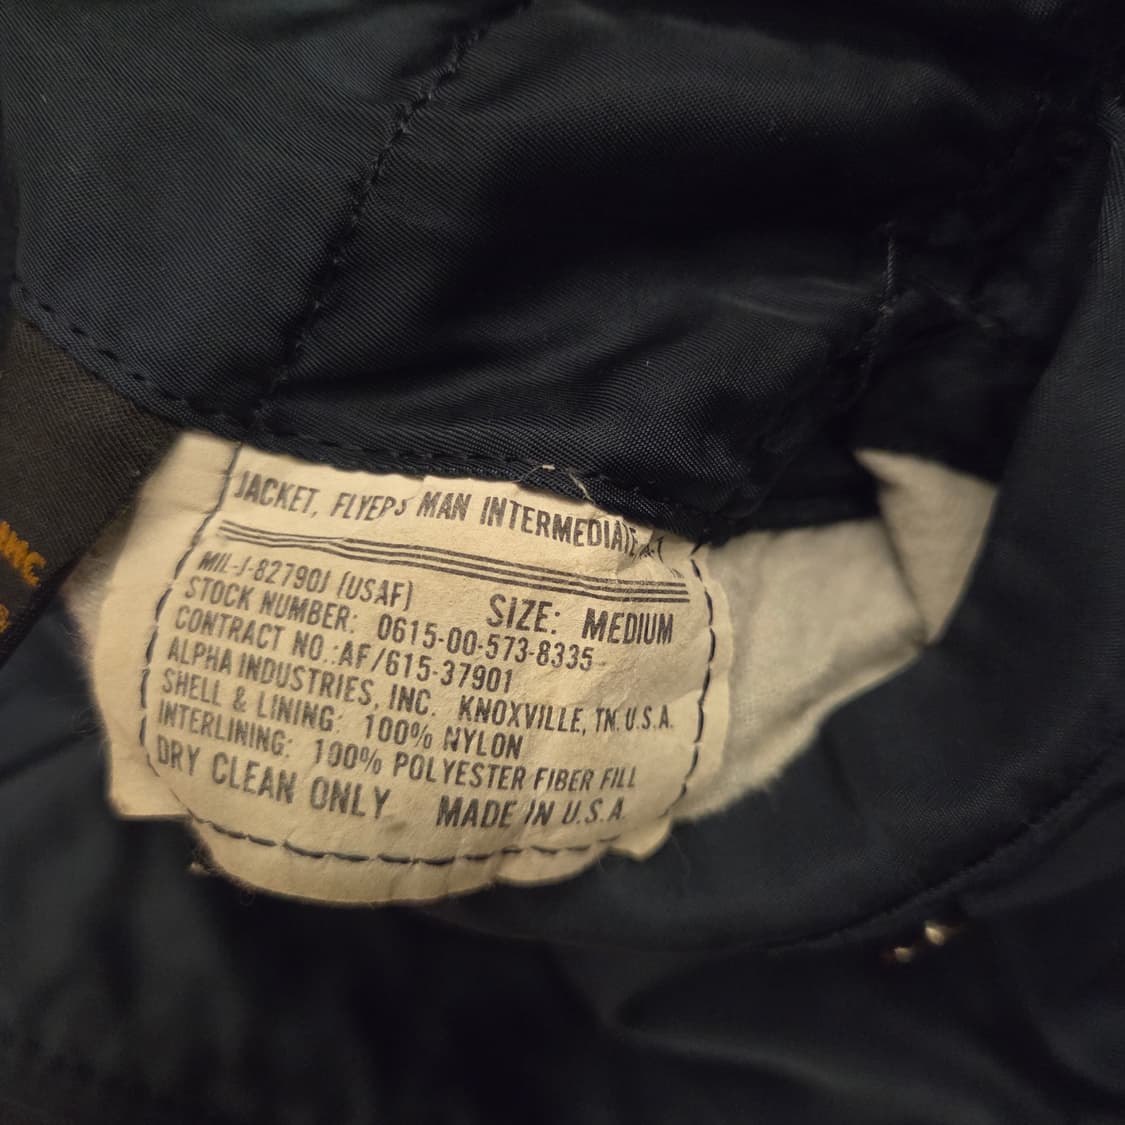 JACKET, FLYEPS MAN INTERMEDIATE
MIL-J-82790J (USAF)
SIZE: MEDIUM
STOCK NUMBER: 0615-00-573-8335
CONTRACT NO.:AF/615-37901
ALPHA INDUSTRIES, INC. KNOXVILLE, TN. U.S.A.
SHELL & LINING: 100% NYLON
INTERLINING: 100% POLYESTER FIBER FILL
DRY CLEAN ONLY MADE IN U.S.A.